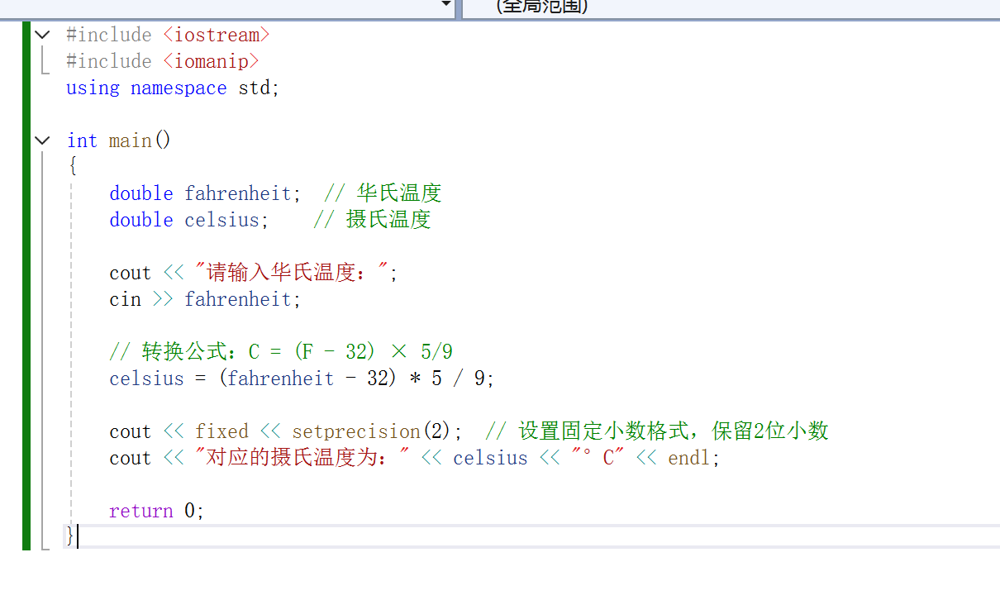 (全局范围)
#include <iostream>
#include <iomanip>
using namespace std;
int main()
{
double fahrenheit;  // 华氏温度
double celsius;    // 摄氏温度
cout << "请输入华氏温度：";
cin >> fahrenheit;
// 转换公式：C = (F - 32) × 5/9
celsius = (fahrenheit - 32) * 5 / 9;
cout << fixed << setprecision(2);  // 设置固定小数格式，保留2位小数
cout << "对应的摄氏温度为：" << celsius << "°C" << endl;
return 0;
}